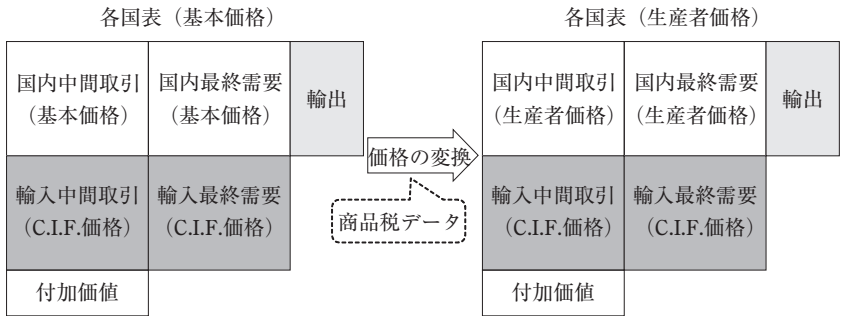 各国表（基本価格）
国内中間取引
（基本価格）
国内最終需要
（基本価格）
輸出
輸入中間取引
（C.I.F.価格）
輸入最終需要
（C.I.F.価格）
付加価値
価格の変換
商品税データ
各国表（生産者価格）
国内中間取引
（生産者価格）
国内最終需要
（生産者価格）
輸出
輸入中間取引
（C.I.F.価格）
輸入最終需要
（C.I.F.価格）
付加価値